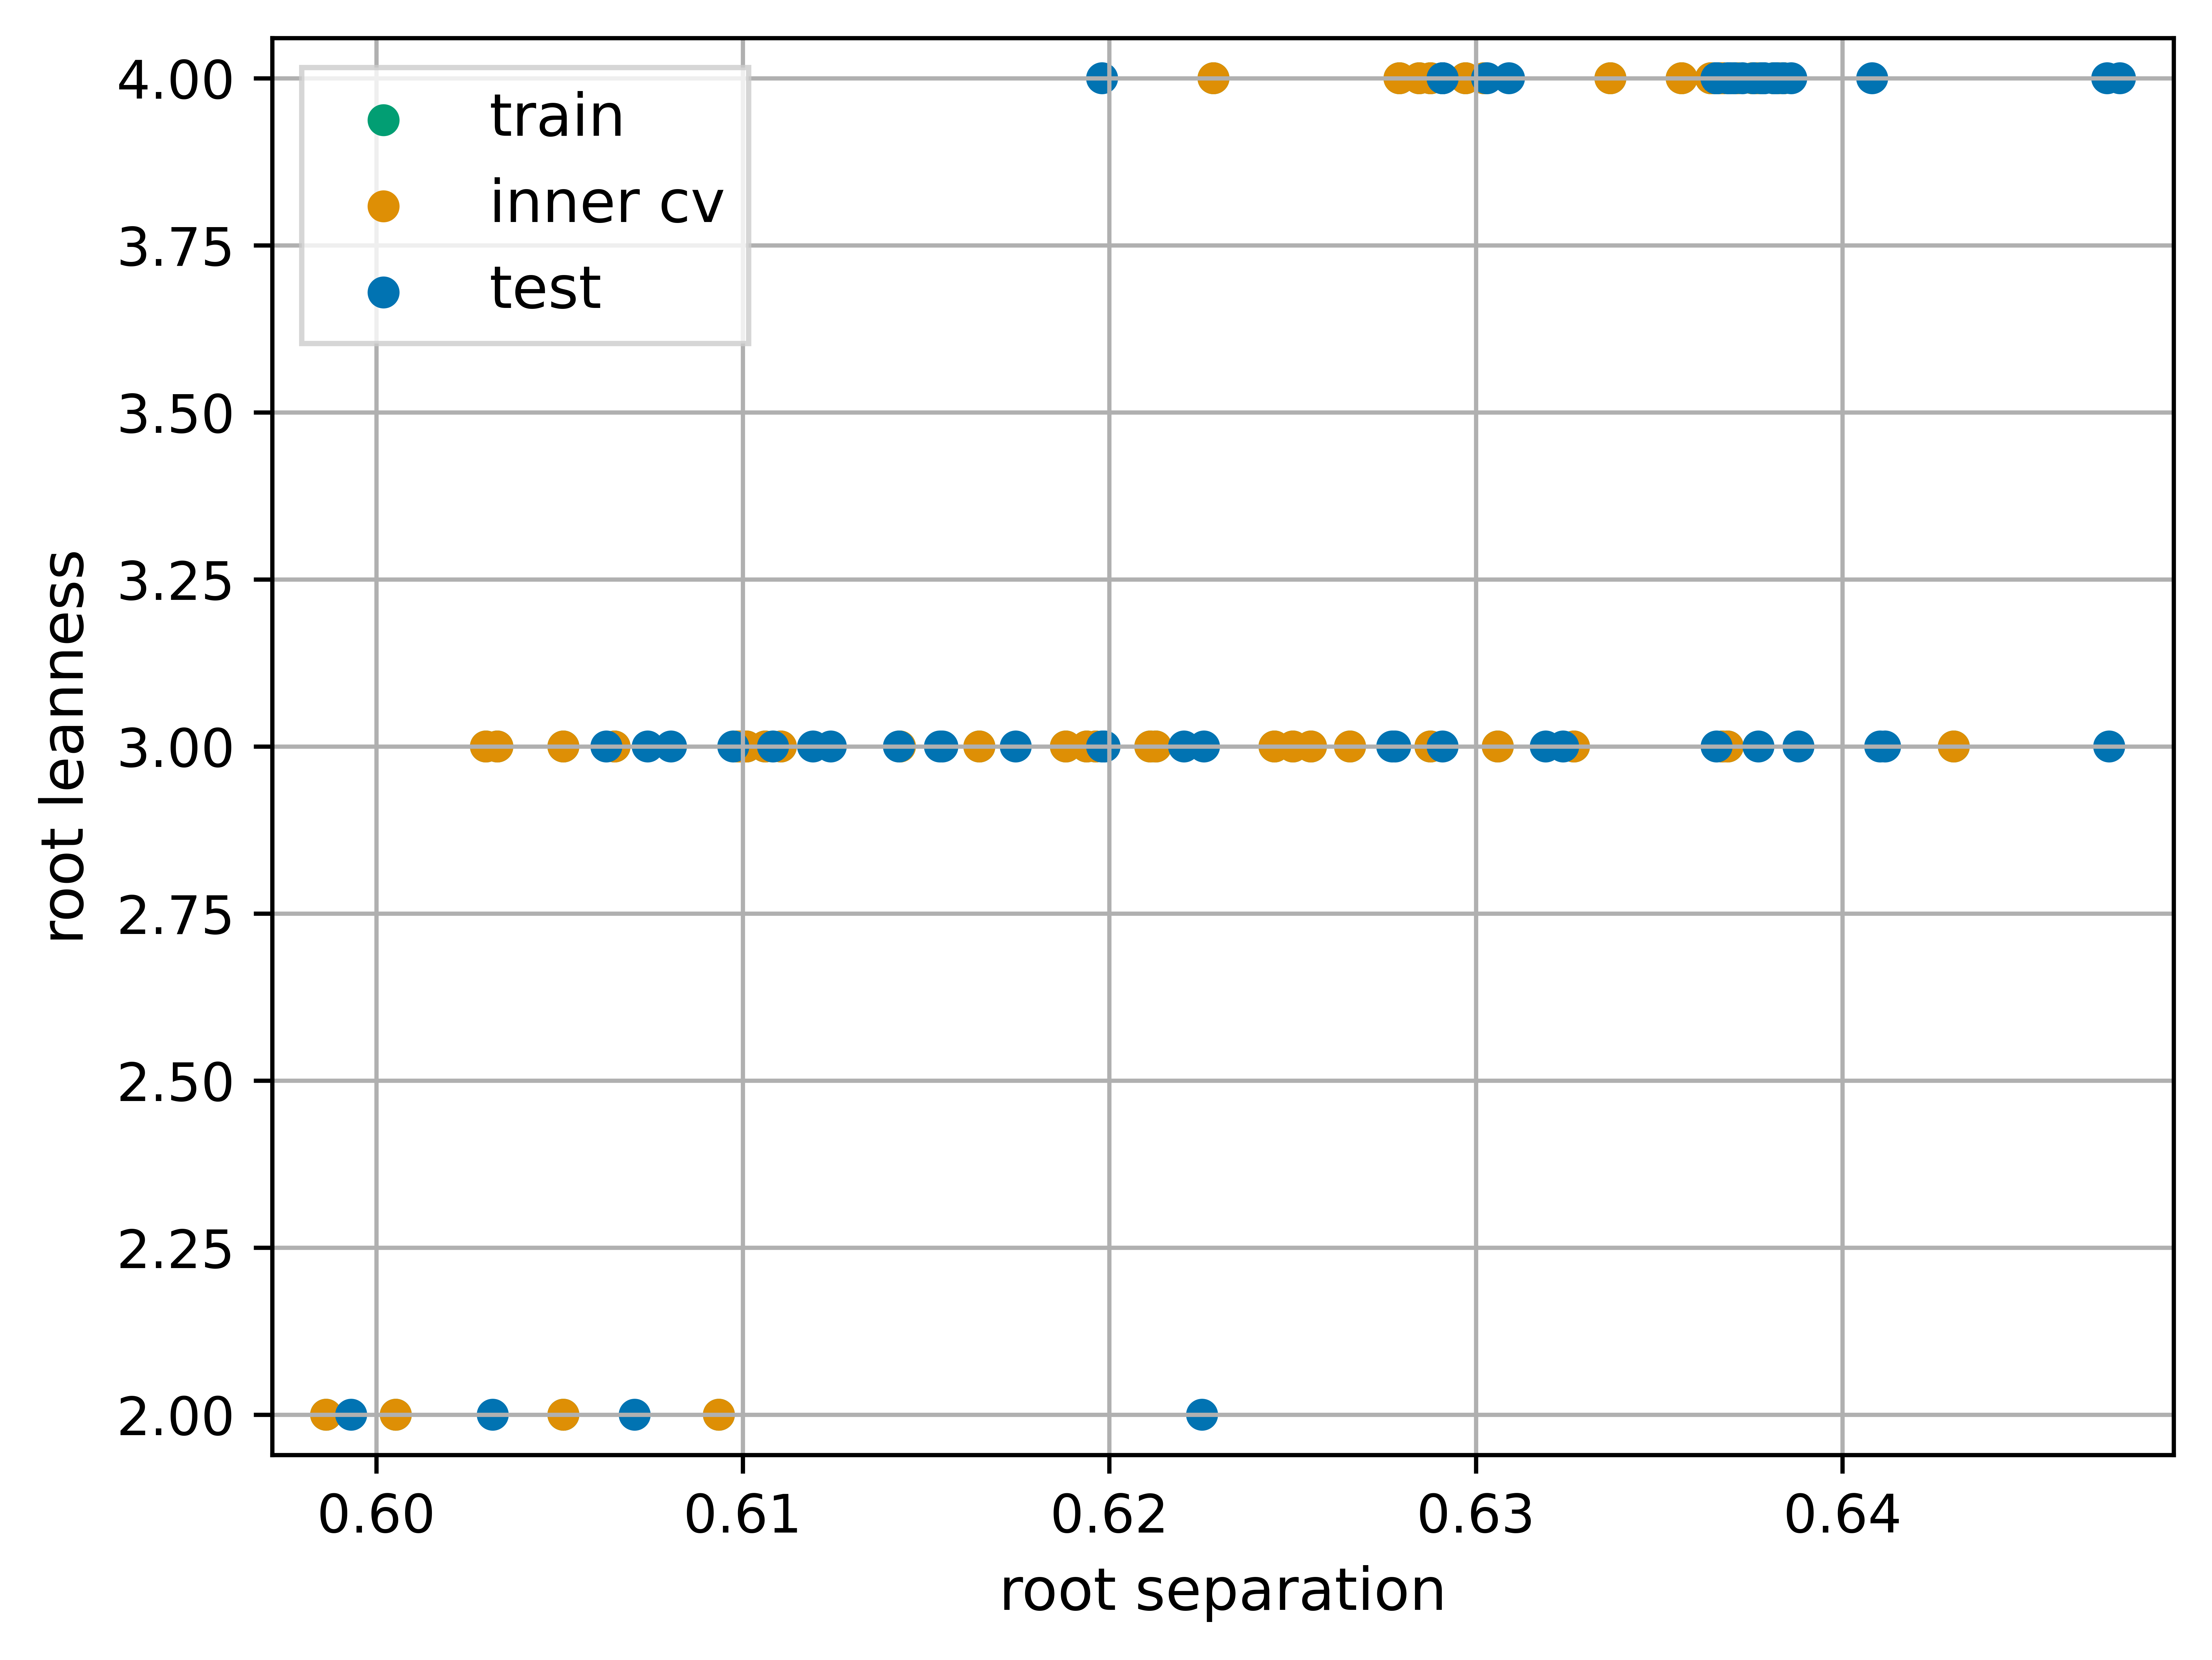 train
inner cv
test
4.00
3.75
3.50
3.25
3.00
2.75
2.50
2.25
2.00
root leanness
0.60 0.61 0.62 0.63 0.64
root separation